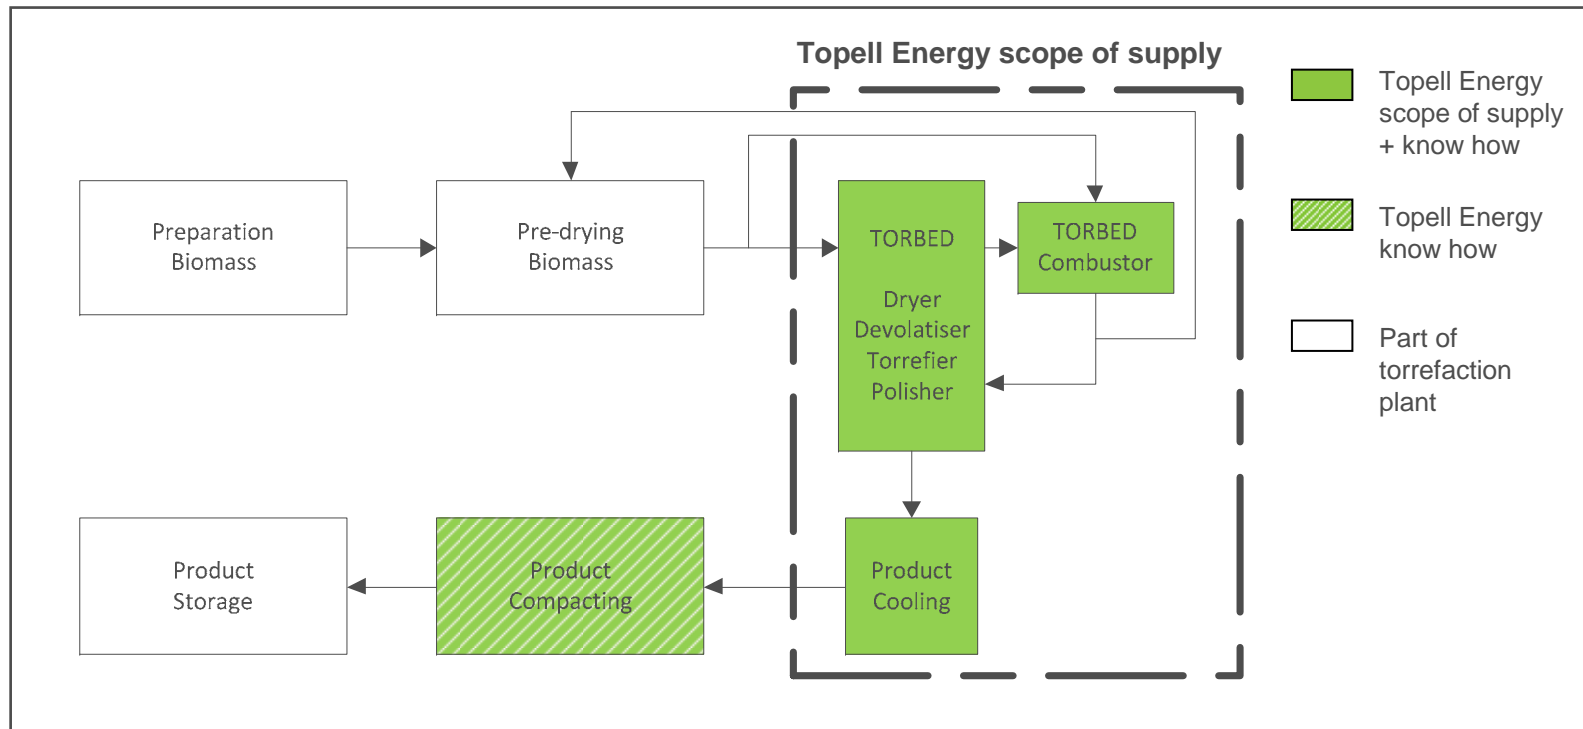 Topell Energy scope of supply
Topell Energy
scope of supply
+ know how
Topell Energy
know how
Part of
torrefaction
plant
Preparation
Biomass
Pre-drying
Biomass
TORBED
Dryer
Devolatiser
Torrefier
Polisher
TORBED
Combustor
Product
Storage
Product
Compacting
Product
Cooling